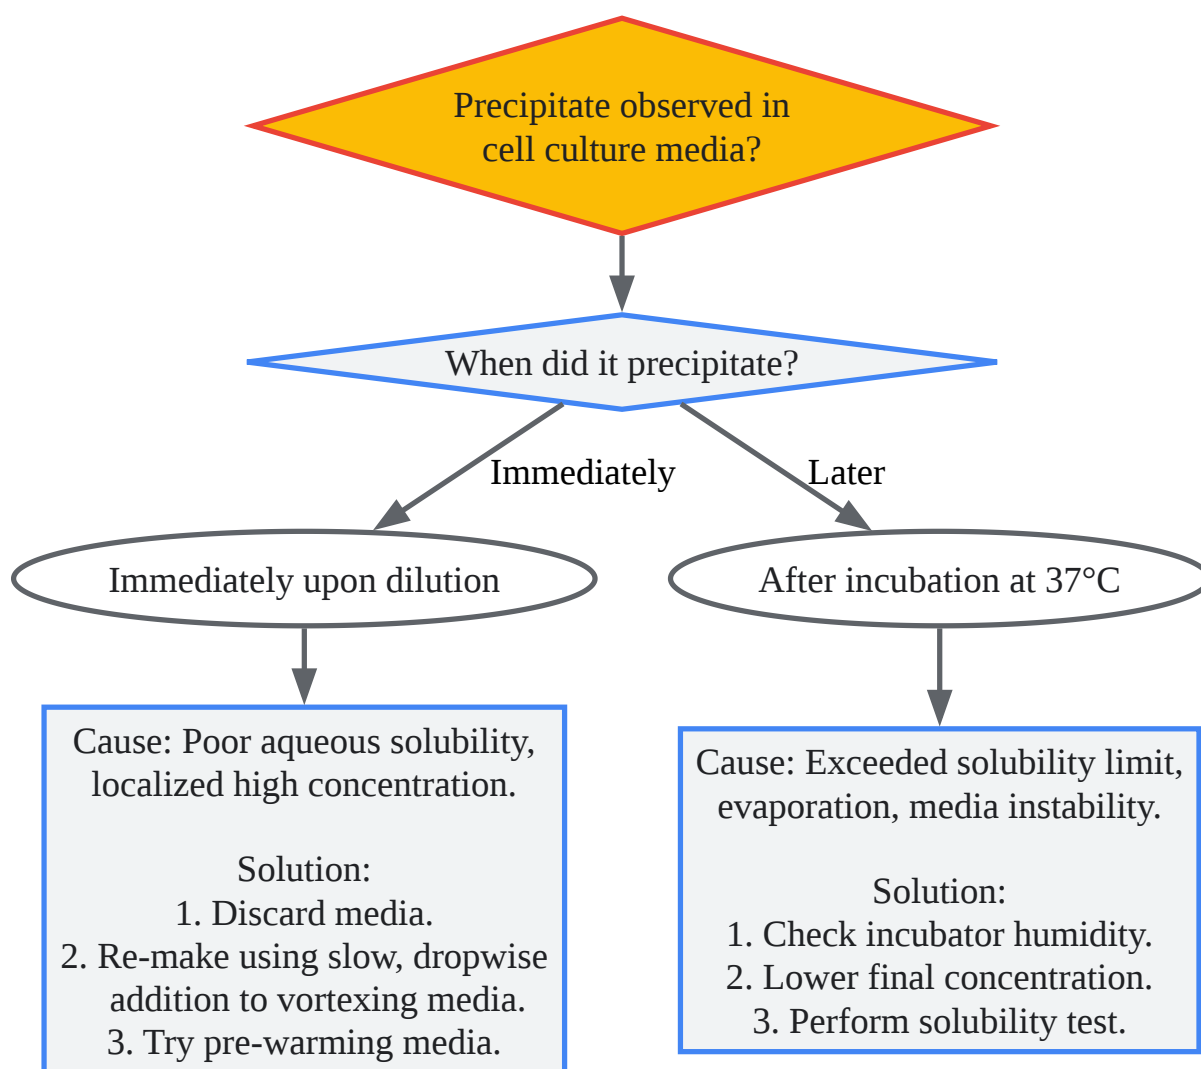 Precipitate observed in
cell culture media?
When did it precipitate?
Immediately
Later
Immediately upon dilution
After incubation at 37°C
Cause: Poor aqueous solubility,
localized high concentration.
Solution:
1. Discard media.
2. Re-make using slow, dropwise
addition to vortexing media.
3. Try pre-warming media.
Cause: Exceeded solubility limit,
evaporation, media instability.
Solution:
1. Check incubator humidity.
2. Lower final concentration.
3. Perform solubility test.